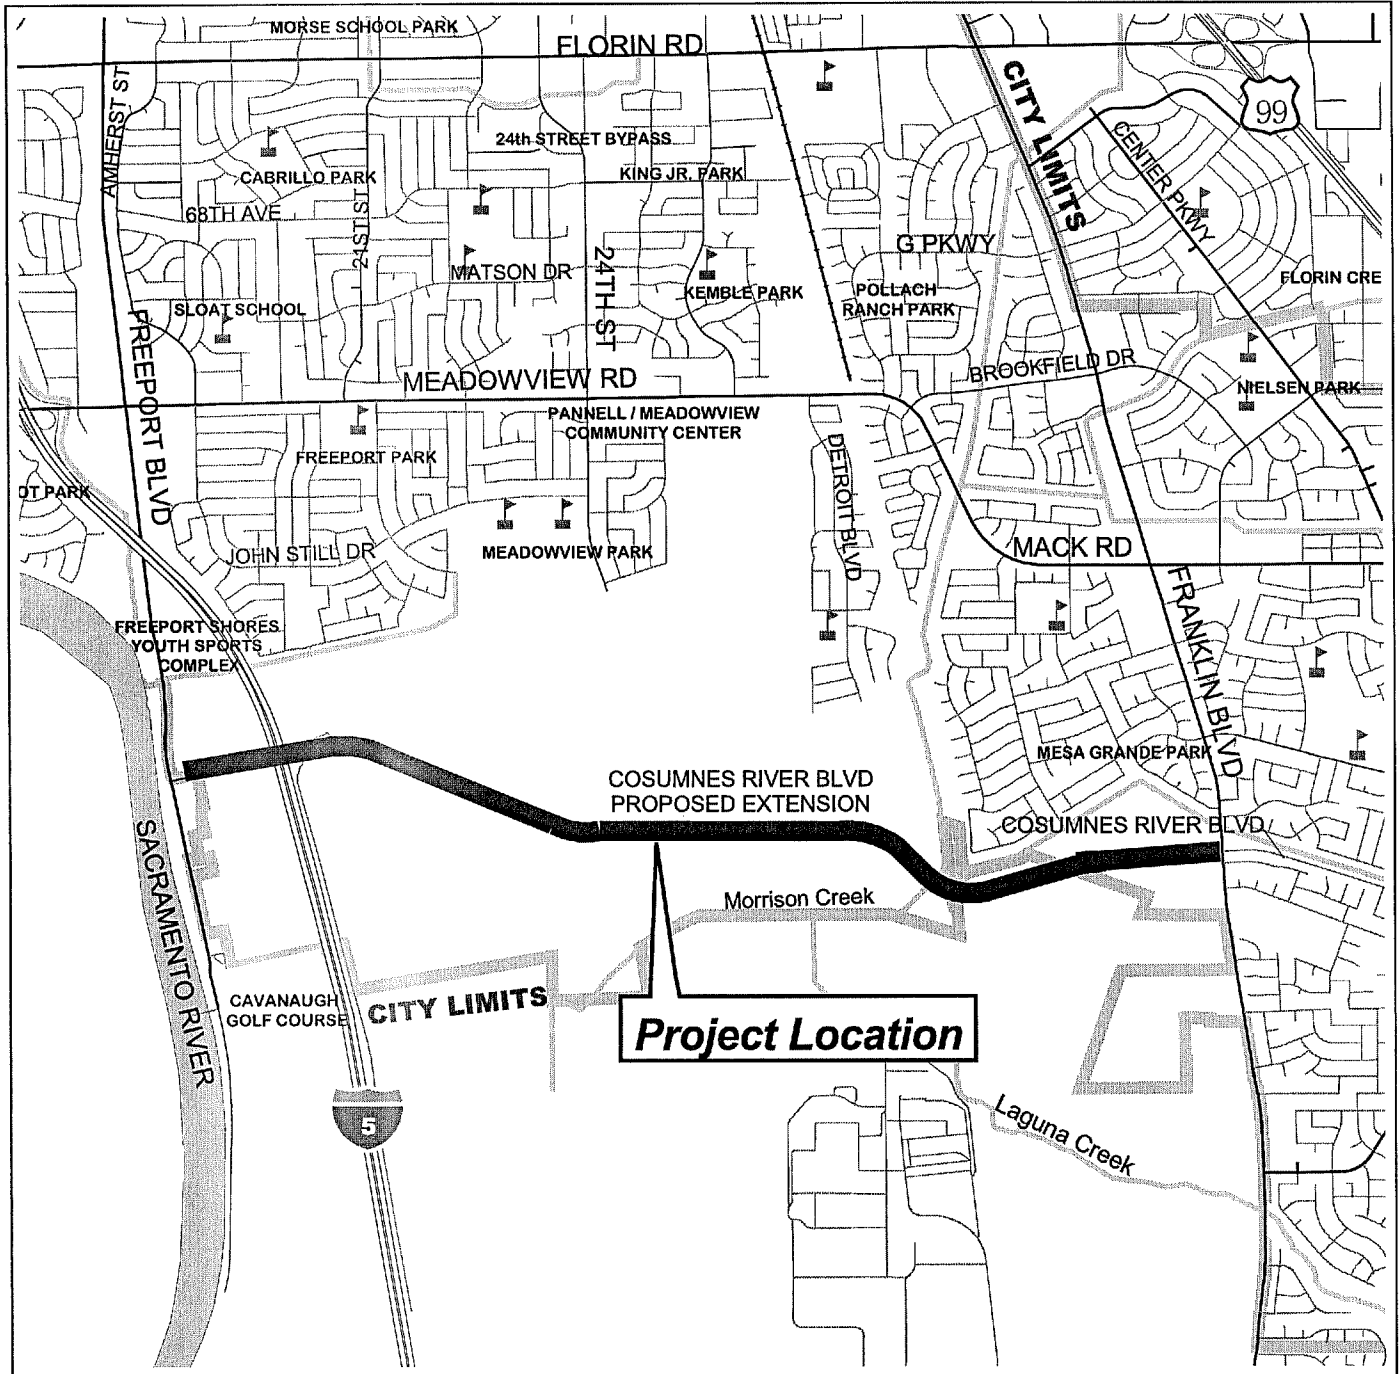 MORSE SCHOOL PARK
FLORIN RD
AMHERST ST
CITY LIMITS
99
24th STREET BYPASS
CENTER PKWY
CABRILLO PARK
KING JR. PARK
68TH AVE
21ST ST
G PKWY
MATSON DR
24TH ST
KEMBLE PARK
POLLACH
RANCH PARK
FLORIN CRE
SLOAT SCHOOL
FREEPORT BLVD
MEADOWVIEW RD
BROOKFIELD DR
NIELSEN PARK
PANNELL / MEADOWVIEW
COMMUNITY CENTER
FREEPORT PARK
DETROIT BLVD
OT PARK
JOHN STILL DR
MEADOWVIEW PARK
MACK RD
FRANKLIN BLVD
FREEPORT SHORES
YOUTH SPORTS
COMPLEX
MESA GRANDE PARK
COSUMNES RIVER BLVD
PROPOSED EXTENSION
COSUMNES RIVER BLVD
SACRAMENTO RIVER
Morrison Creek
CAVANAUGH
GOLF COURSE
CITY LIMITS
Project Location
5
Laguna Creek